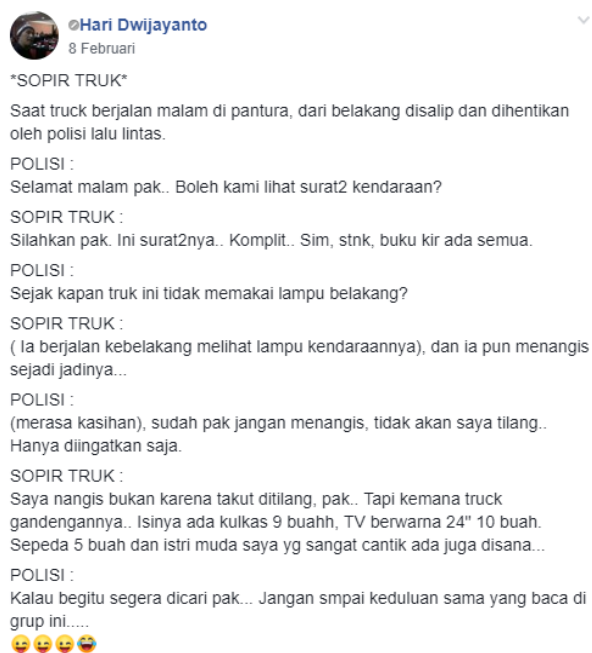 Hari Dwijayanto
8 Februari
*SOPIR TRUK*
Saat truck berjalan malam di pantura, dari belakang disalip dan dihentikan
oleh polisi lalu lintas.
POLISI :
Selamat malam pak.. Boleh kami lihat surat2 kendaraan?
SOPIR TRUK :
Silahkan pak. Ini surat2nya.. Komplit.. Sim, stnk, buku kir ada semua.
POLISI :
Sejak kapan truk ini tidak memakai lampu belakang?
SOPIR TRUK :
( Ia berjalan kebelakang melihat lampu kendaraannya), dan ia pun menangis
sejadi jadinya...
POLISI :
(merasa kasihan), sudah pak jangan menangis, tidak akan saya tilang..
Hanya diingatkan saja.
SOPIR TRUK :
Saya nangis bukan karena takut ditilang, pak.. Tapi kemana truck
gandengannya.. Isinya ada kulkas 9 buahh, TV berwarna 24" 10 buah.
Sepeda 5 buah dan istri muda saya yg sangat cantik ada juga disana...
POLISI :
Kalau begitu segera dicari pak... Jangan smpai keduluan sama yang baca di
grup ini.....
😜😜😜😂